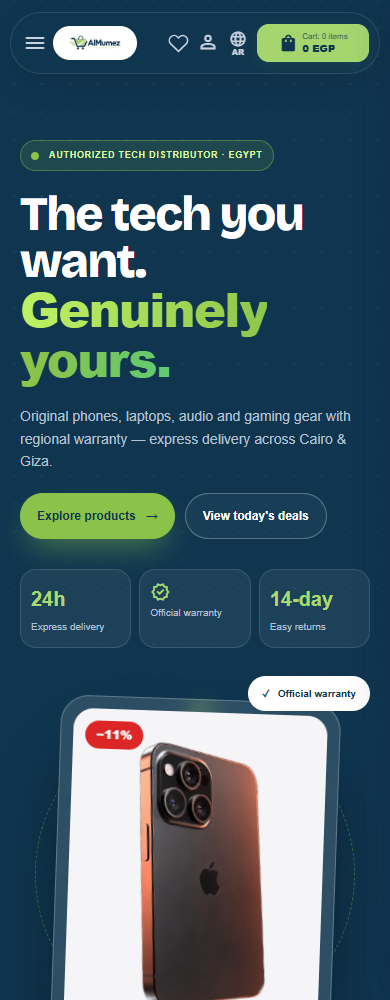 AlMumez
AR
Cart: 0 items
0 EGP
AUTHORIZED TECH DISTRIBUTOR · EGYPT
The tech you
want.
Genuinely
yours.
Original phones, laptops, audio and gaming gear with
regional warranty — express delivery across Cairo &
Giza.
Explore products →
View today's deals
24h
Express delivery
Official warranty
14-day
Easy returns
✓ Official warranty
−11%